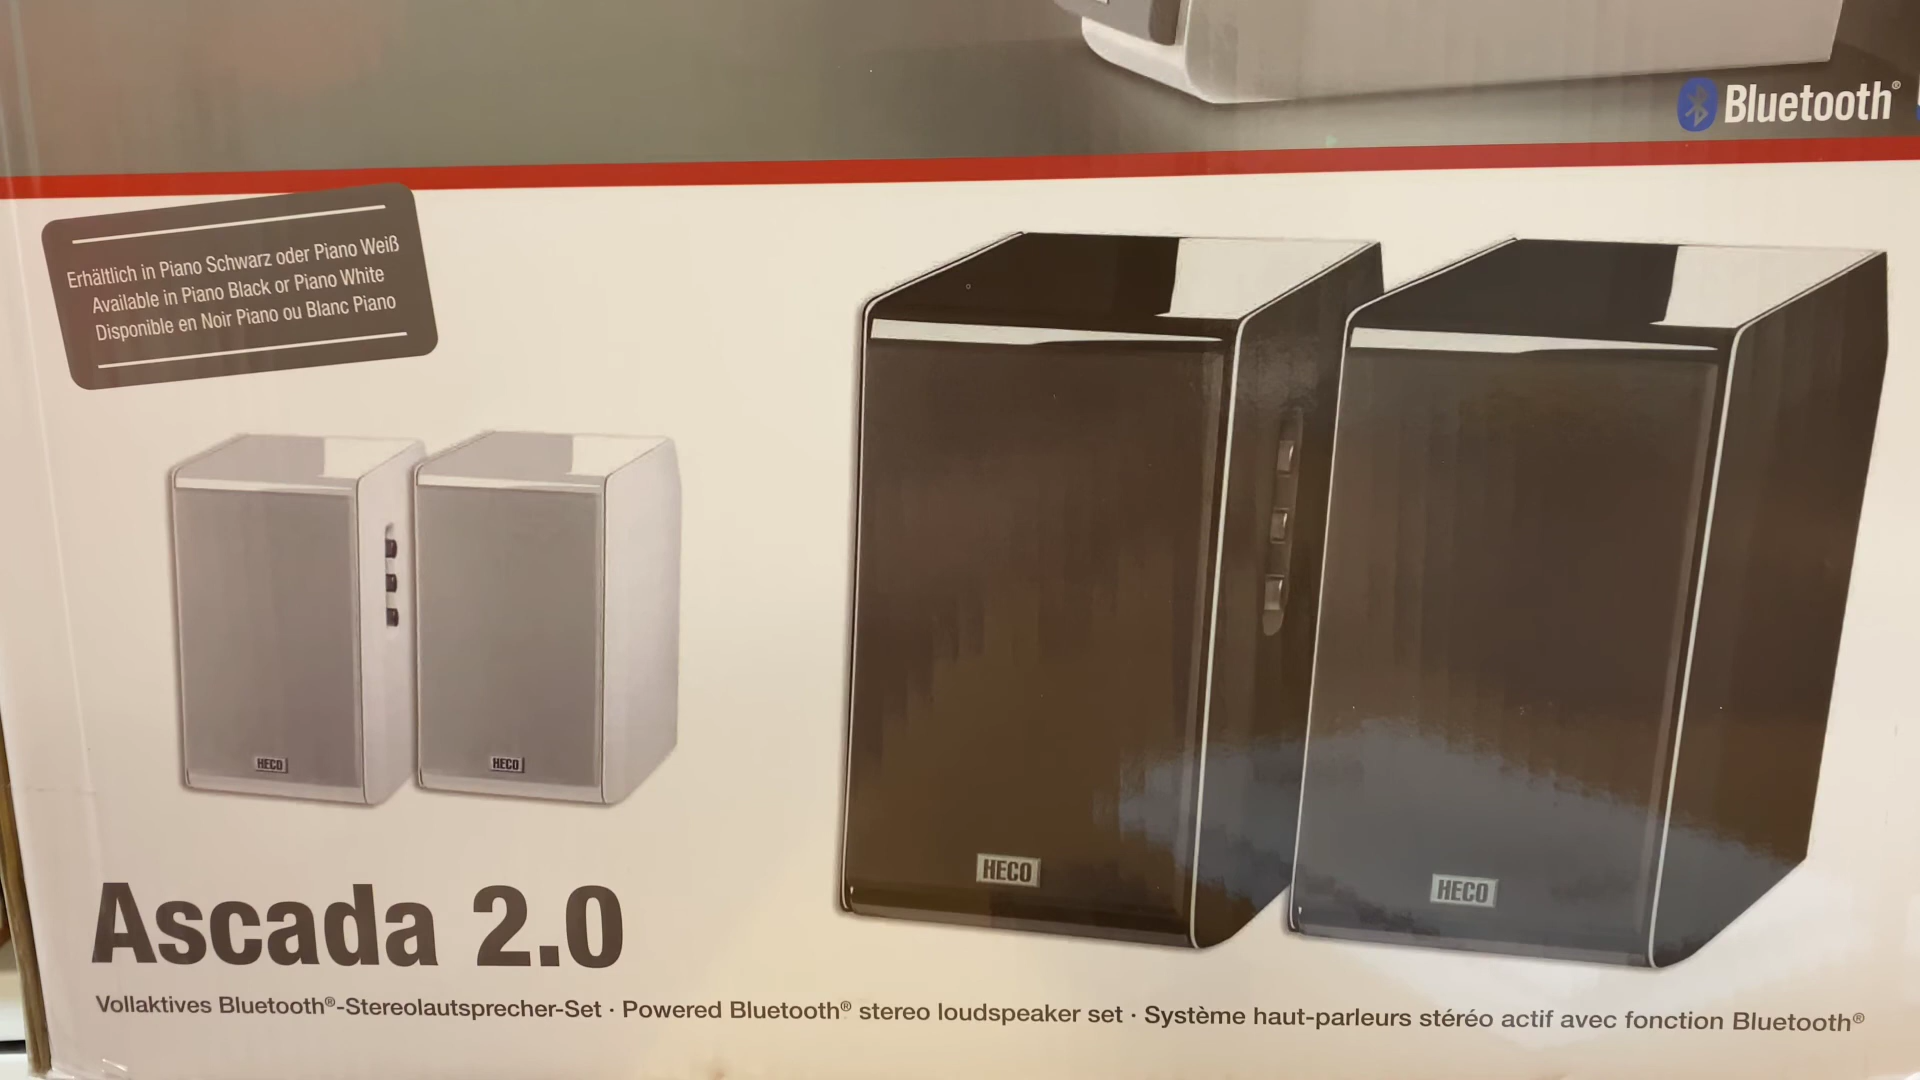 Bluetooth®
Erhältlich in Piano Schwarz oder Piano Weiß
Available in Piano Black or Piano White
Disponible en Noir Piano ou Blanc Piano
HECO
HECO
HECO
HECO
Ascada 2.0
Vollaktives Bluetooth®-Stereolautsprecher-Set · Powered Bluetooth® stereo loudspeaker set · Système haut-parleurs stéréo actif avec fonction Bluetooth®